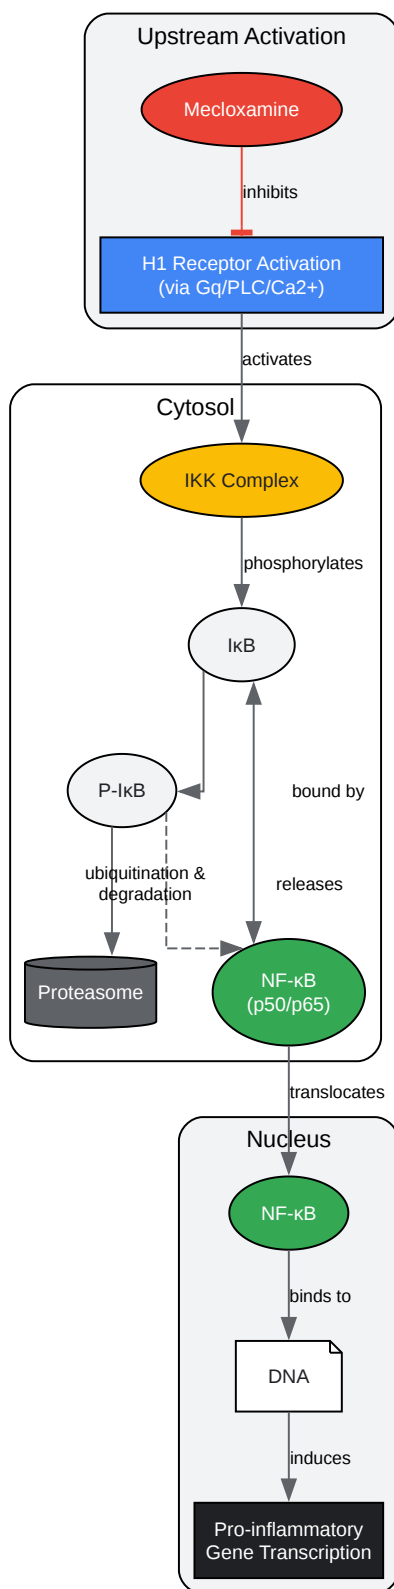 Upstream Activation
Mecloxamine
inhibits
H1 Receptor Activation
(via Gq/PLC/Ca2+)
activates
Cytosol
IKK Complex
phosphorylates
IκB
P-IκB
bound by
ubiquitination &
degradation
releases
Proteasome
NF-κB
(p50/p65)
translocates
Nucleus
NF-κB
binds to
DNA
induces
Pro-inflammatory
Gene Transcription